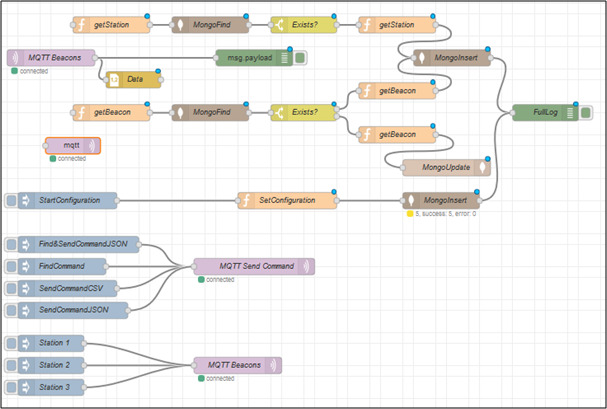 getStation MongoFind Exists? getStation
MQTT Beacons msg.payload MongoInsert
connected
Data
getBeacon
getBeacon MongoFind Exists? FullLog
getBeacon
mqtt
connected
MongoUpdate
StartConfiguration SetConfiguration MongoInsert
5, success: 5, error: 0
Find&SendCommandJSON
FindCommand MQTT Send Command
connected
SendCommandCSV
SendCommandJSON
Station 1
Station 2 MQTT Beacons
connected
Station 3